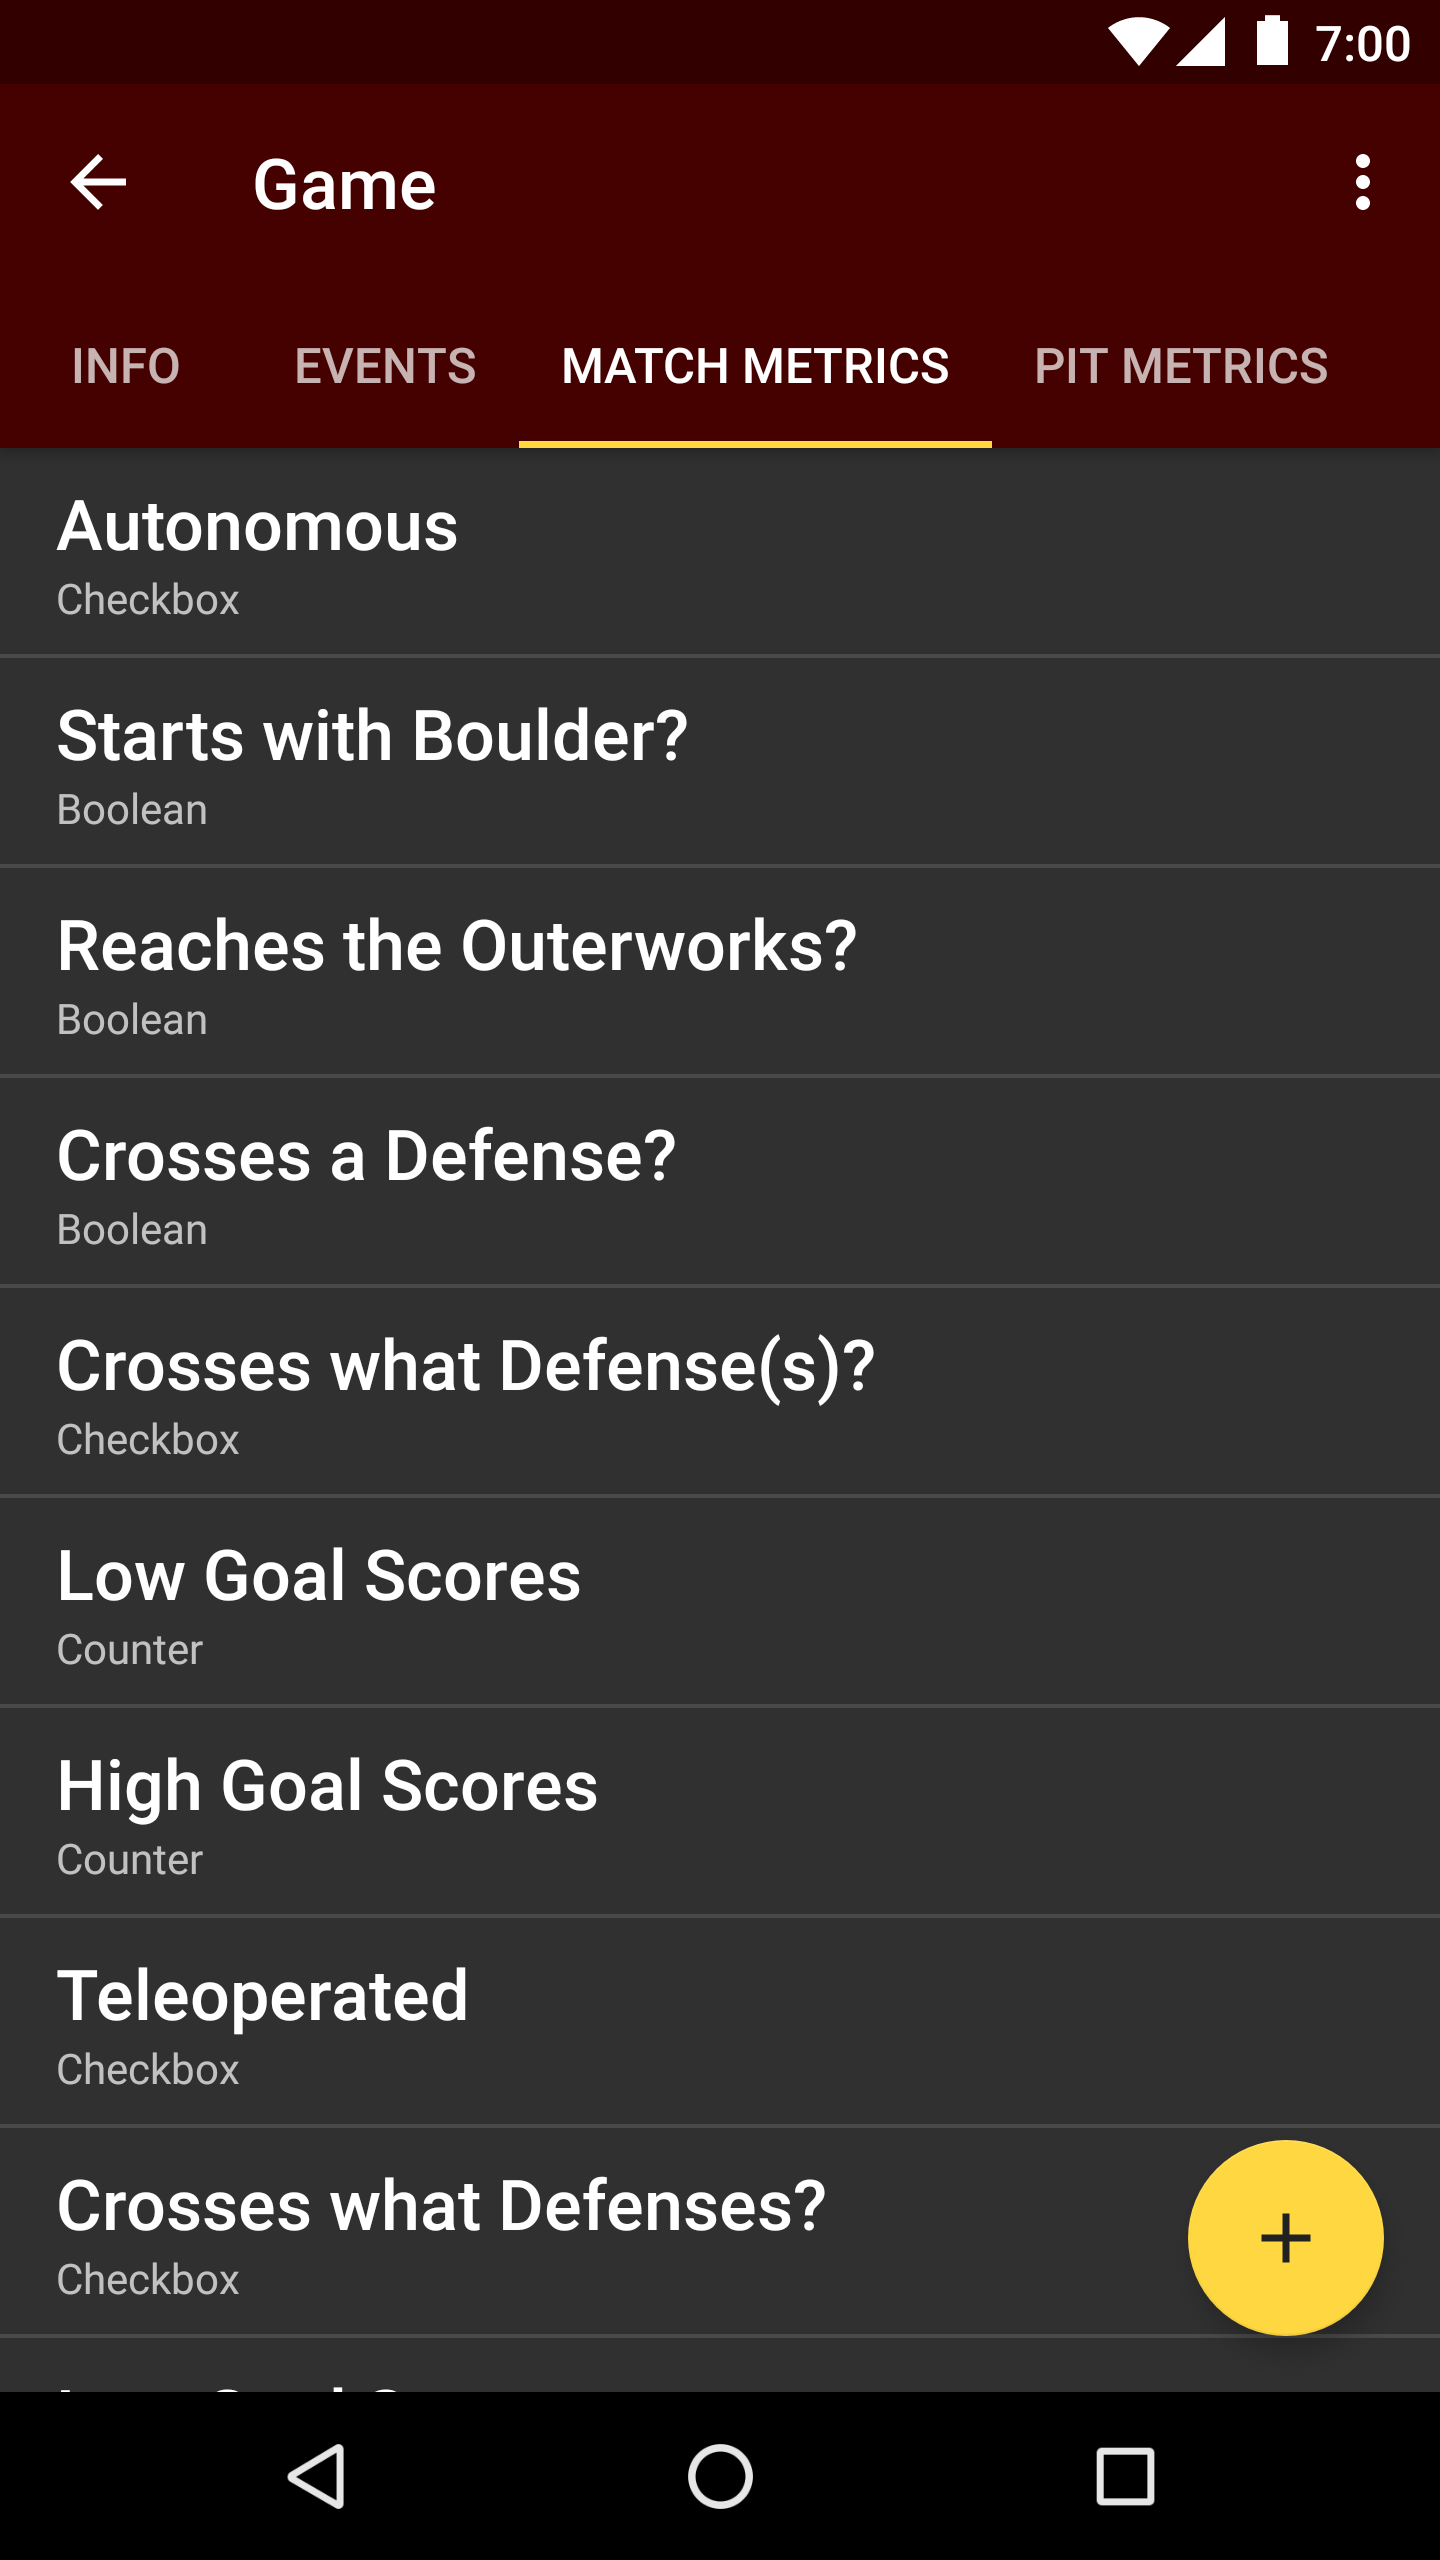 7:00
Game
INFO
EVENTS
MATCH METRICS
PIT METRICS
Autonomous
Checkbox
Starts with Boulder?
Boolean
Reaches the Outerworks?
Boolean
Crosses a Defense?
Boolean
Crosses what Defense(s)?
Checkbox
Low Goal Scores
Counter
High Goal Scores
Counter
Teleoperated
Checkbox
Crosses what Defenses?
Checkbox